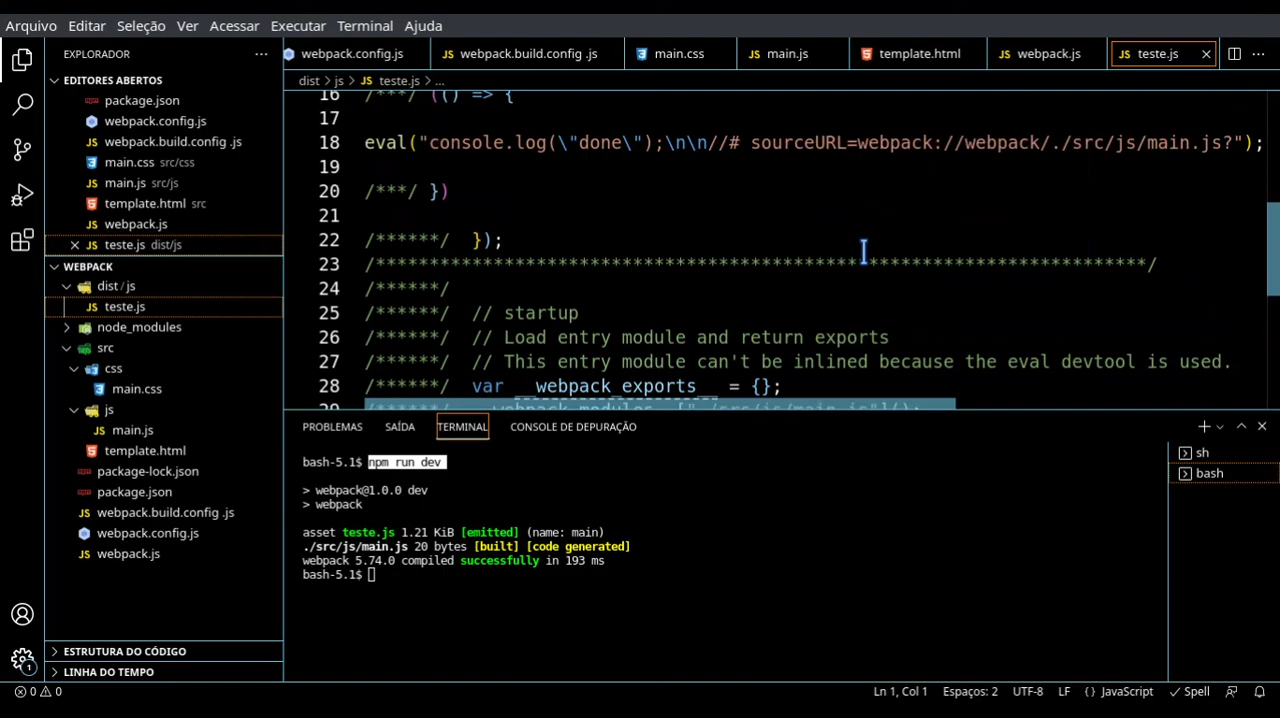 Arquivo Editar Seleção Ver Acessar Executar Terminal Ajuda
EXPLORADOR
webpack.config.js
webpack.build.config .js
main.css
main.js
template.html
webpack.js
teste.js
EDITORES ABERTOS
package.json
webpack.config.js
webpack.build.config .js
main.css src/css
main.js src/js
template.html src
webpack.js
teste.js dist/js
WEBPACK
dist / js
teste.js
node_modules
src
css
main.css
js
main.js
template.html
package-lock.json
package.json
webpack.build.config .js
webpack.config.js
webpack.js
ESTRUTURA DO CÓDIGO
LINHA DO TEMPO
dist > js > JS teste.js > ...
16 /***/ (() => {
17
18 eval("console.log(\"done\");\n\n//# sourceURL=webpack://webpack/./src/js/main.js?");
19
20 /***/ })
21
22 /******/ });
23 /************************************************************************/
24 /******/
25 /******/ // startup
26 /******/ // Load entry module and return exports
27 /******/ // This entry module can't be inlined because the eval devtool is used.
28 /******/ var __webpack_exports__ = {};
29 /******/ __webpack_modules__["./src/js/main.js"]();
PROBLEMAS SAÍDA TERMINAL CONSOLE DE DEPURAÇÃO
bash-5.1$ npm run dev
> webpack@1.0.0 dev
> webpack
asset teste.js 1.21 KiB [emitted] (name: main)
./src/js/main.js 20 bytes [built] [code generated]
webpack 5.74.0 compiled successfully in 193 ms
bash-5.1$
sh
bash
0 0
Ln 1, Col 1 Espaços: 2 UTF-8 LF {} JavaScript Spell